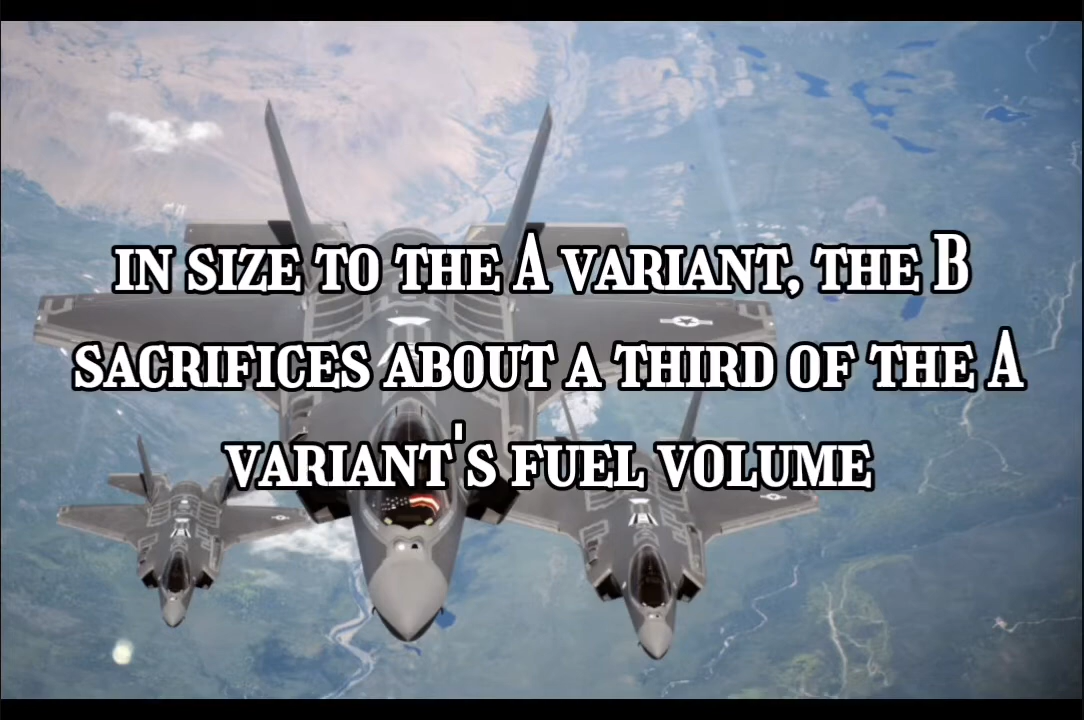 in size to the A variant, the B
sacrifices about a third of the A
variant's fuel volume